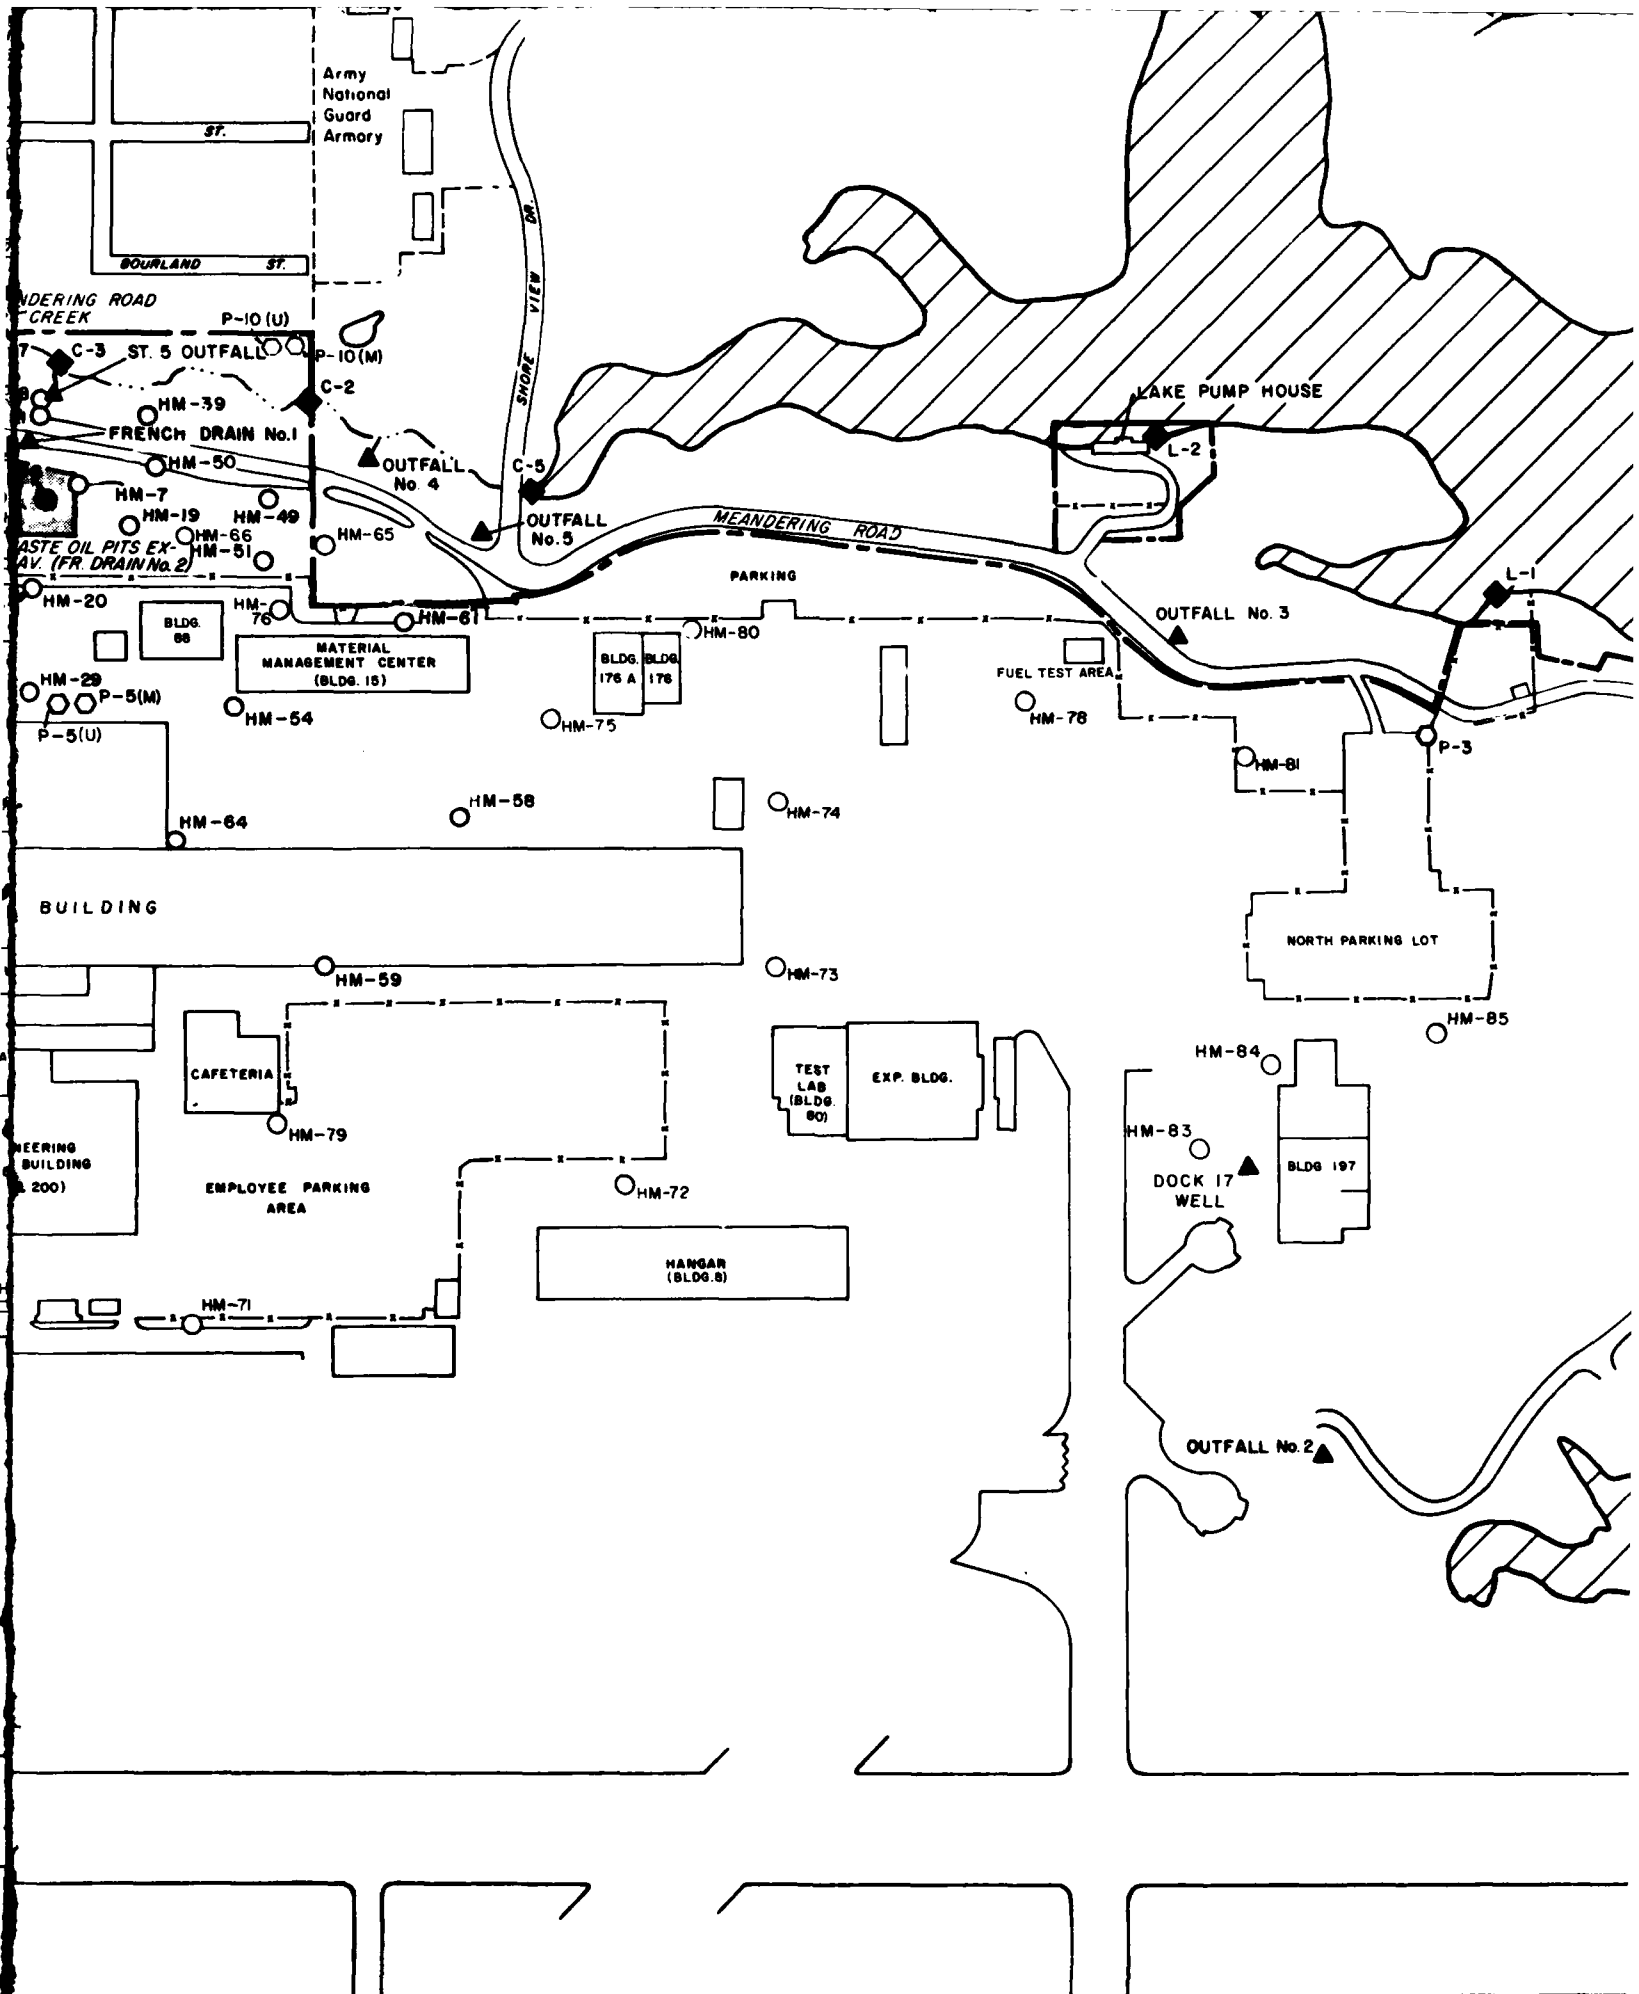 Army
National
Guard
Armory
ST.
SHORE VIEW DR.
BOURLAND ST.
NDERING ROAD
CREEK
P-10 (U)
P-10 (M)
7
C-3
ST. 5 OUTFALL
C-2
LAKE PUMP HOUSE
HM-39
FRENCH DRAIN No.1
L-2
HM-50
OUTFALL
No. 4
C-5
HM-7
HM-49
HM-19
OUTFALL
No. 5
MEANDERING ROAD
HM-66
HM-65
ASTE OIL PITS EX-
AV. (FR. DRAIN No. 2)
HM-51
PARKING
L-1
HM-20
HM-
76
HM-61
OUTFALL No. 3
BLDG.
88
HM-80
MATERIAL
MANAGEMENT CENTER
(BLDG. 15)
BLDG.
176 A
BLDG.
176
FUEL TEST AREA
HM-29
P-5(M)
HM-54
HM-75
HM-78
P-5(U)
P-3
HM-81
HM-58
HM-74
HM-64
BUILDING
NORTH PARKING LOT
HM-59
HM-73
HM-85
HM-84
CAFETERIA
TEST
LAB
(BLDG.
80)
EXP. BLDG.
HM-79
HM-83
NEERING
BUILDING
200)
EMPLOYEE PARKING
AREA
HM-72
DOCK 17
WELL
BLDG 197
HANGAR
(BLDG. 8)
HM-71
OUTFALL No. 2